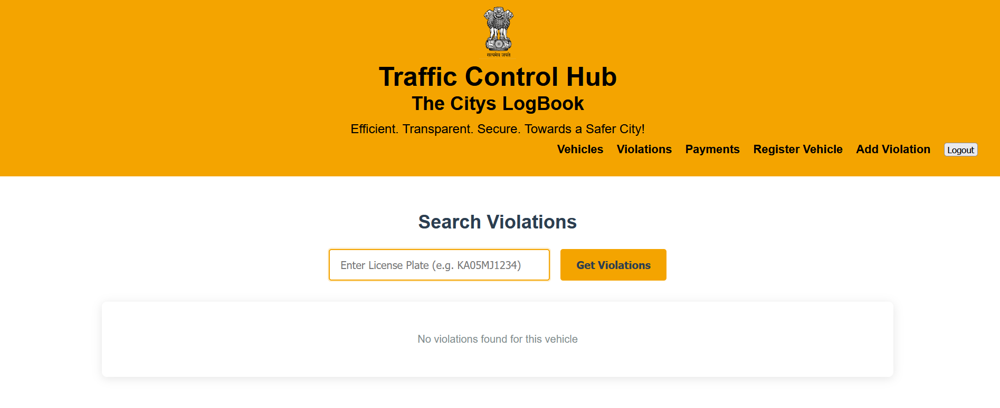 सत्यमेव जयते
Traffic Control Hub
The Citys LogBook
Efficient. Transparent. Secure. Towards a Safer City!
Vehicles Violations Payments Register Vehicle Add Violation Logout
Search Violations
Enter License Plate (e.g. KA05MJ1234) Get Violations
No violations found for this vehicle